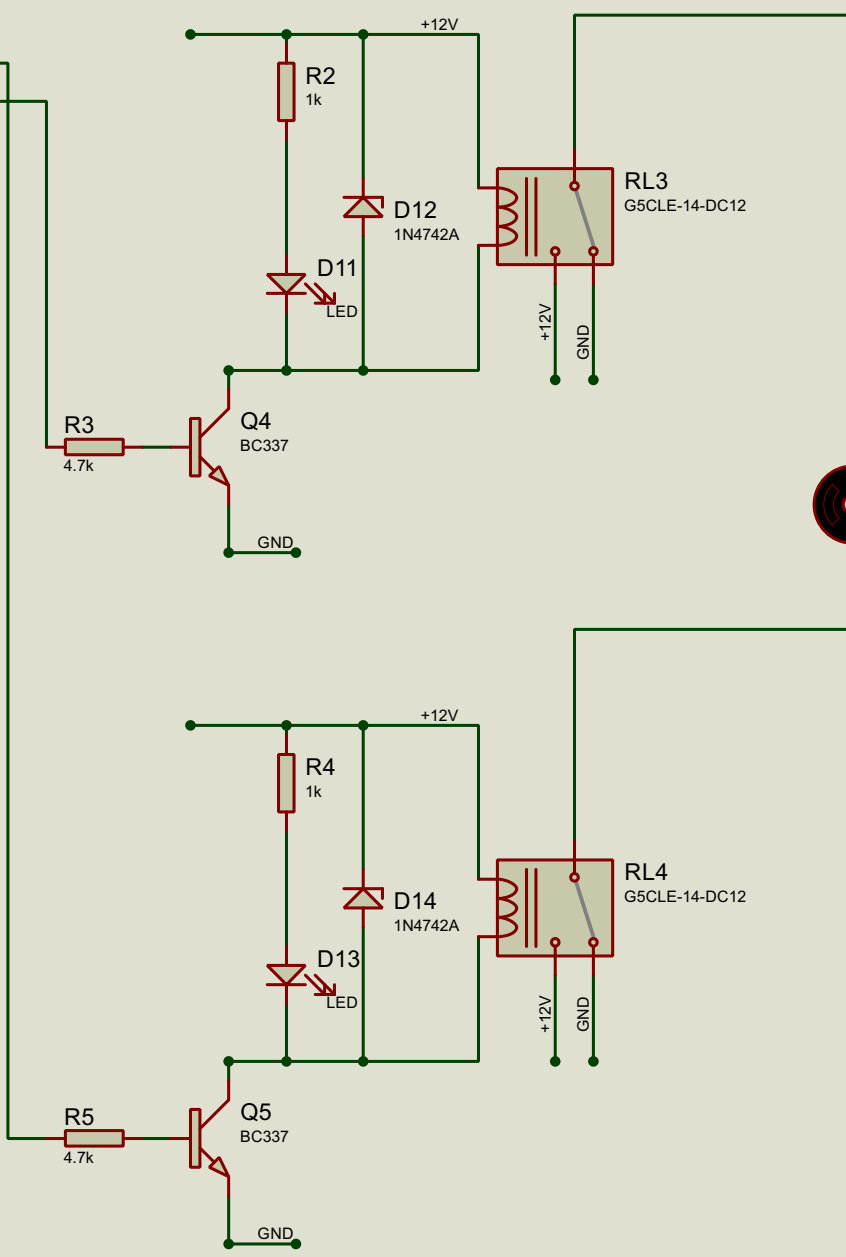 +12V
R2
1k
RL3
G5CLE-14-DC12
D12
1N4742A
D11
LED
+12V
GND
R3
4.7k
Q4
BC337
GND
+12V
R4
1k
RL4
G5CLE-14-DC12
D14
1N4742A
D13
LED
+12V
GND
R5
4.7k
Q5
BC337
GND